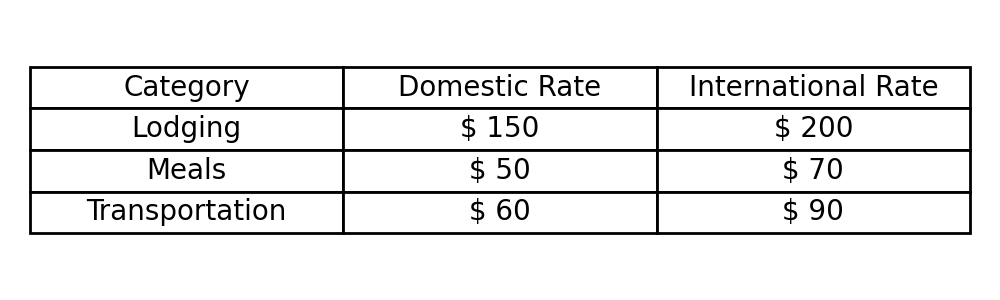 Category Domestic Rate International Rate
Lodging $ 150 $ 200
Meals $ 50 $ 70
Transportation $ 60 $ 90